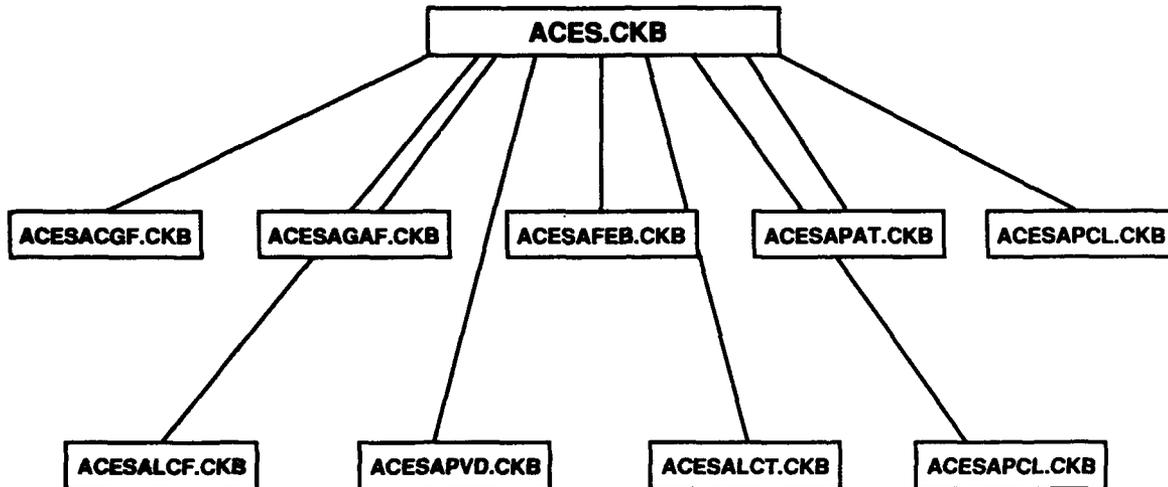 ACES.CKB
ACESACGF.CKB
ACESAGAF.CKB
ACESAFEB.CKB
ACESAPAT.CKB
ACESAPCL.CKB
ACESALCF.CKB
ACESAPVD.CKB
ACESALCT.CKB
ACESAPCL.CKB